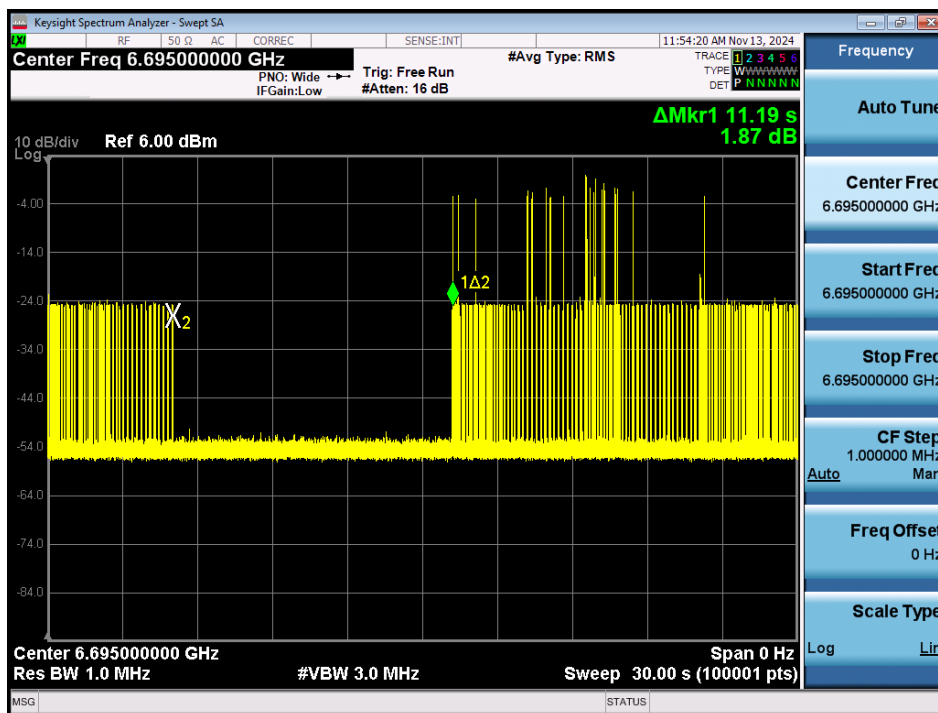 Keysight Spectrum Analyzer - Swept SA
LXI
RF 50 Ω AC CORREC SENSE:INT 11:54:20 AM Nov 13, 2024
Center Freq 6.695000000 GHz
PNO: Wide
IFGain:Low
Trig: Free Run
#Atten: 16 dB
#Avg Type: RMS
TRACE 1 2 3 4 5 6
TYPE WWWWWW
DET P N N N N N
ΔMkr1 11.19 s
1.87 dB
10 dB/div
Log
Ref 6.00 dBm
-4.00
-14.0
-24.0
-34.0
-44.0
-54.0
-64.0
-74.0
-84.0
1Δ2
X2
Center 6.695000000 GHz
Res BW 1.0 MHz
#VBW 3.0 MHz
Span 0 Hz
Sweep 30.00 s (100001 pts)
MSG
STATUS
Frequency
Auto Tune
Center Freq
6.695000000 GHz
Start Freq
6.695000000 GHz
Stop Freq
6.695000000 GHz
CF Step
1.000000 MHz
Auto Man
Freq Offset
0 Hz
Scale Type
Log Lin